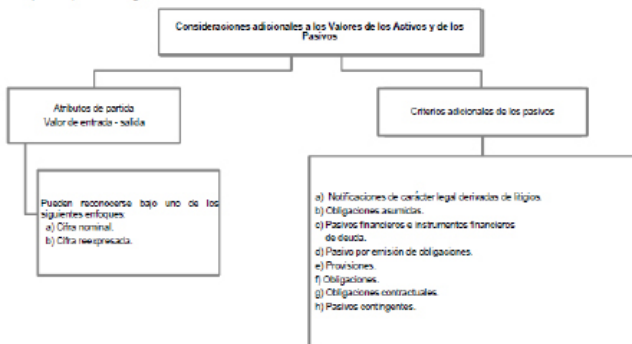 Consideraciones adicionales a los Valores de los Activos y de los
Pasivos
Atributos de partida
Valor de entrada - salida
Criterios adicionales de los pasivos
Pueden reconocerse bajo uno de los
siguientes enfoques:
a) Cifra nominal.
b) Cifra reexpresada.
a) Notificaciones de carácter legal derivadas de litigios.
b) Obligaciones asumidas.
c) Pasivos financieros e instrumentos financieros
de deuda.
d) Pasivo por emisión de obligaciones.
e) Provisiones.
f) Obligaciones.
g) Obligaciones contractuales.
h) Pasivos contingentes.